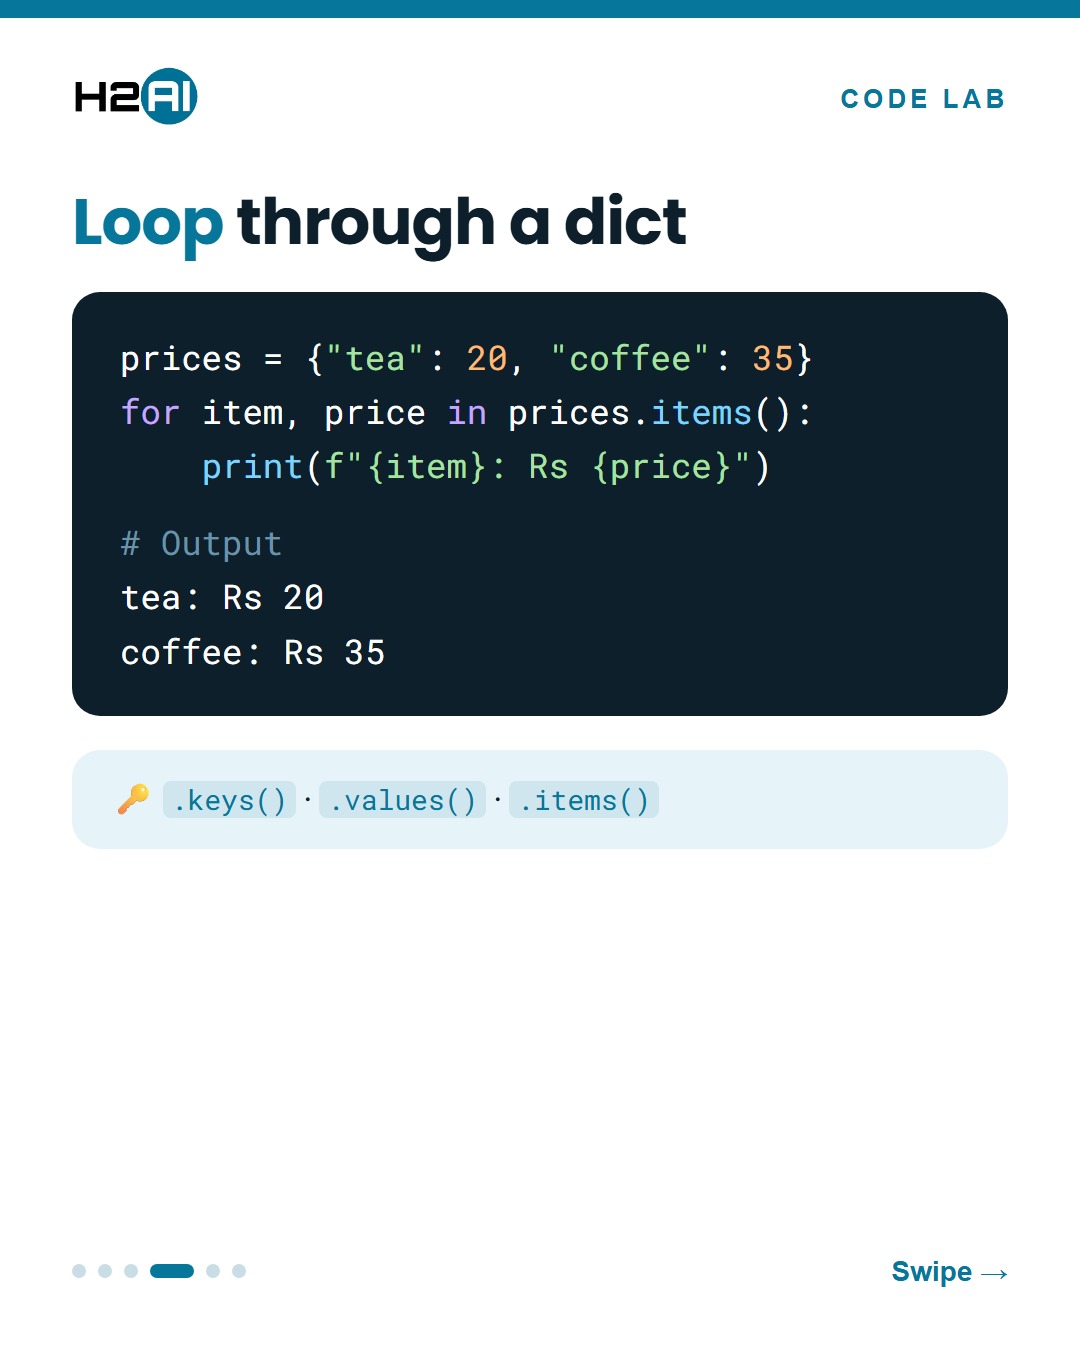 H2AI
CODE LAB
Loop through a dict
prices = {"tea": 20, "coffee": 35}
for item, price in prices.items():
    print(f"{item}: Rs {price}")
# Output
tea: Rs 20
coffee: Rs 35
🔑 .keys() · .values() · .items()
Swipe →